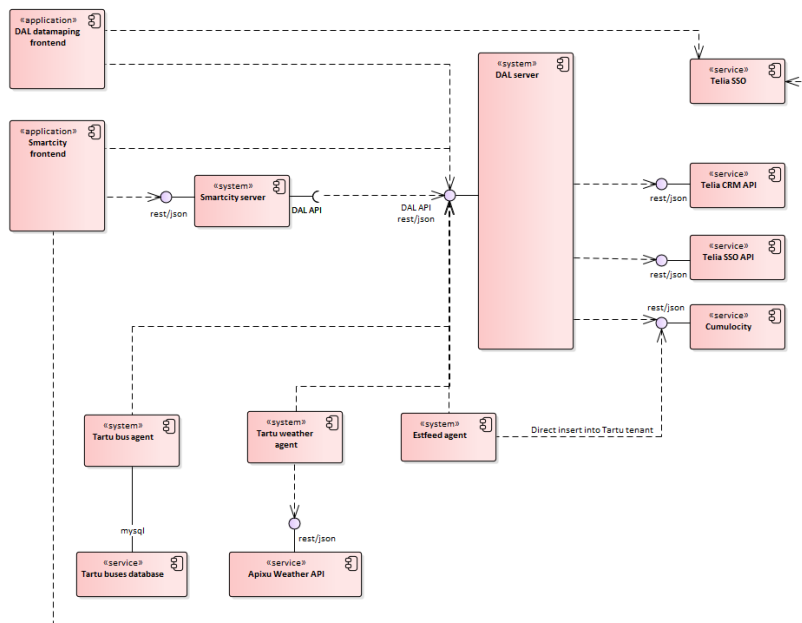 «application»
DAL datamaping
frontend
«system»
DAL server
«service»
Telia SSO
«application»
Smartcity
frontend
rest/json
«system»
Smartcity server
DAL API
DAL API
rest/json
«service»
Telia CRM API
rest/json
«service»
Telia SSO API
rest/json
rest/json
«service»
Cumulocity
«system»
Tartu bus agent
«system»
Tartu weather
agent
«system»
Estfeed agent
Direct insert into Tartu tenant
mysql
rest/json
«service»
Tartu buses database
«service»
Apixu Weather API